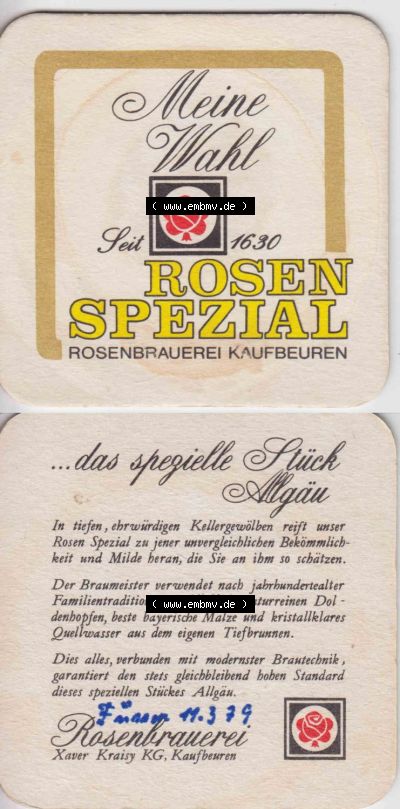 Meine
Wahl
( www.embmv.de )
Seit 1630
ROSEN
SPEZIAL
ROSENBRAUEREI KAUFBEUREN
...das spezielle Stück
Allgäu
In tiefen, ehrwürdigen Kellergewölben reift unser
Rosen Spezial zu jener unvergleichlichen Bekömmlich-
keit und Milde heran, die Sie an ihm so schätzen.
Der Braumeister verwendet nach jahrhundertealter
Familientradition ( www.embmv.de ) turreinen Dol-
denhopfen, beste bayerische Malze und kristallklares
Quellwasser aus dem eigenen Tiefbrunnen.
Dies alles, verbunden mit modernster Brautechnik,
garantiert den stets gleichbleibend hohen Standard
dieses speziellen Stückes Allgäu.
Füssen 11.3.79
Rosenbrauerei
Xaver Kraisy KG, Kaufbeuren